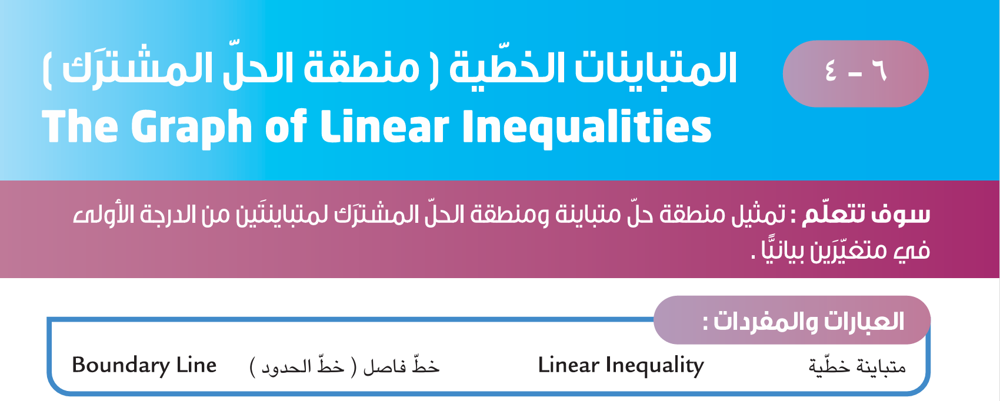 ٦ – ٤
المتباينات الخطّية ( منطقة الحلّ المشترَك )
The Graph of Linear Inequalities
سوف تتعلّم : تمثيل منطقة حلّ متباينة ومنطقة الحلّ المشترَك لمتباينتَين من الدرجة الأولى
في متغيّرَين بيانيًّا .
العبارات والمفردات :
متباينة خطّية Linear Inequality خطّ فاصل ( خطّ الحدود ) Boundary Line